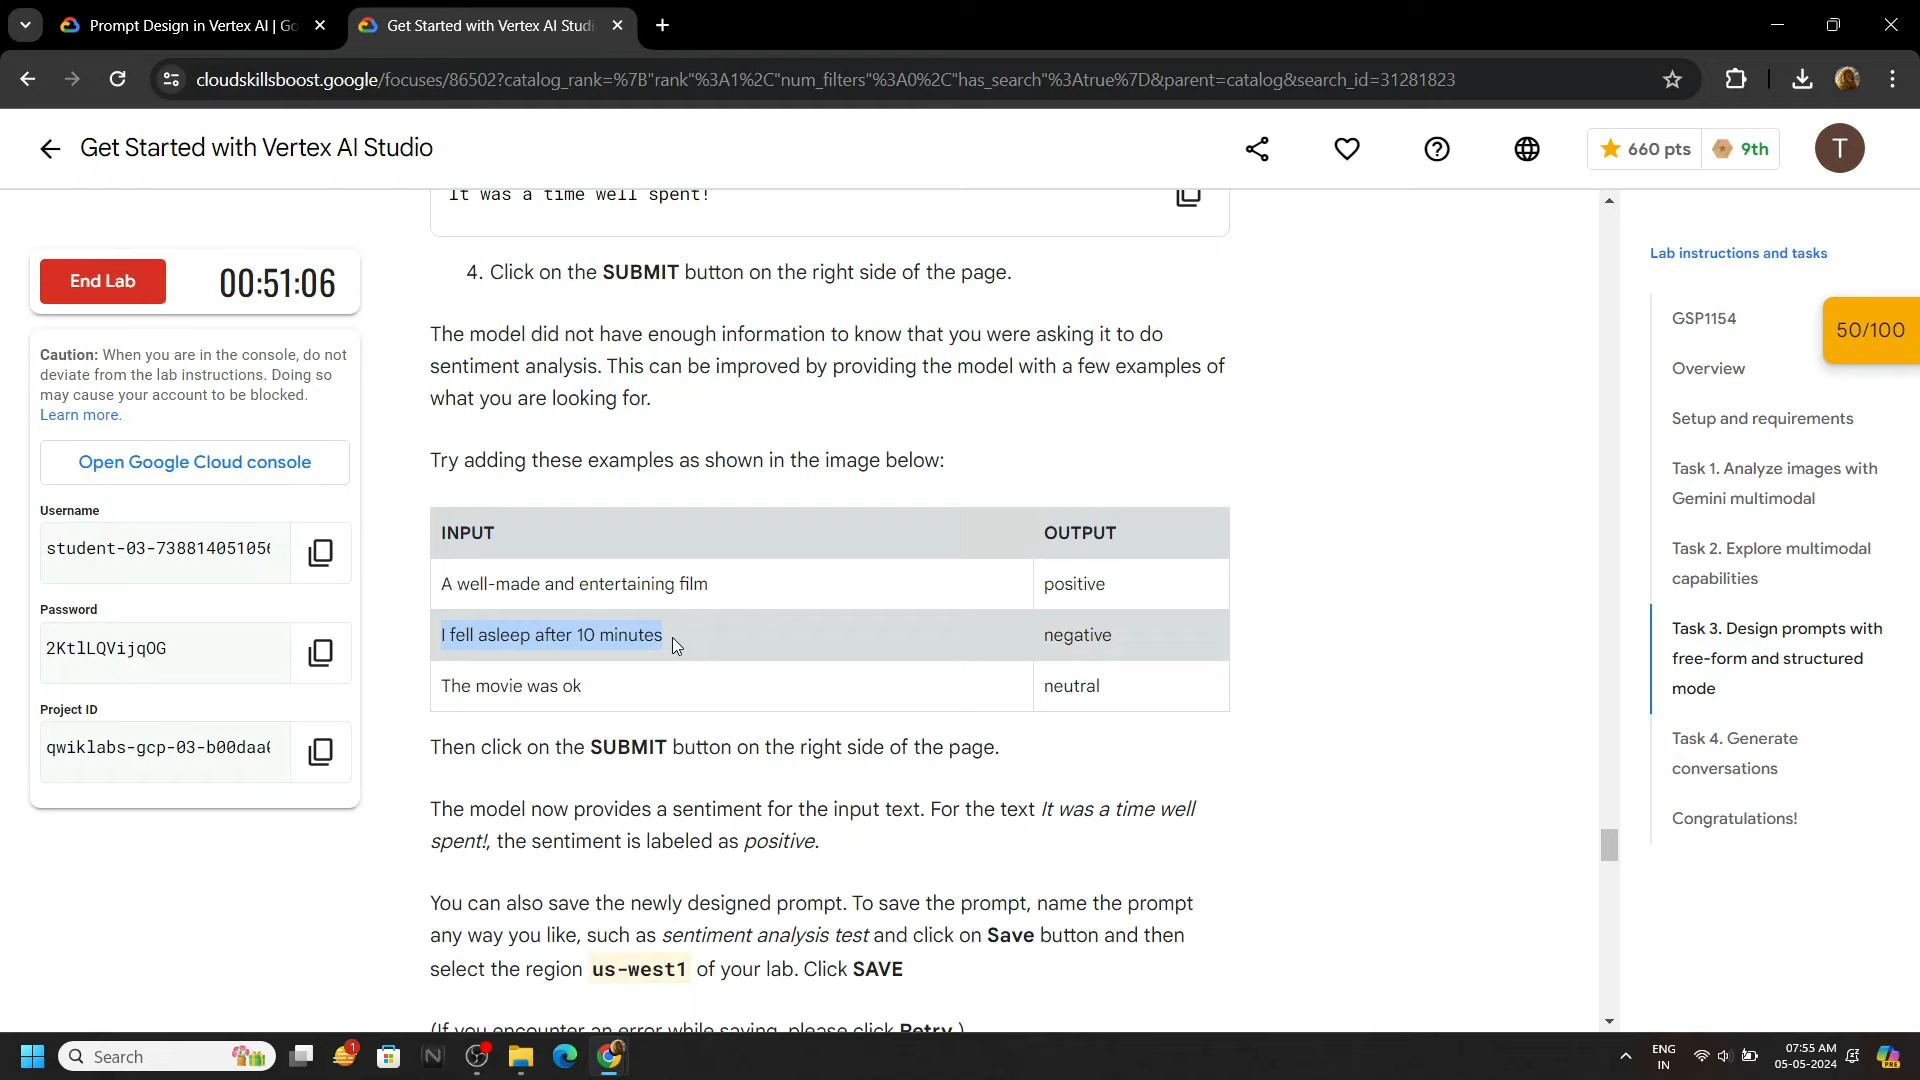 Prompt Design in Vertex AI | Go
Get Started with Vertex AI Studi
cloudskillsboost.google/focuses/86502?catalog_rank=%7B"rank"%3A1%2C"num_filters"%3A0%2C"has_search"%3Atrue%7D&parent=catalog&search_id=31281823
Get Started with Vertex AI Studio
660 pts
9th
T
It was a time well spent!
End Lab
00:51:06
Caution: When you are in the console, do not
deviate from the lab instructions. Doing so
may cause your account to be blocked.
Learn more.
Open Google Cloud console
Username
student-03-738814051056
Password
2KtlLQVijqOG
Project ID
qwiklabs-gcp-03-b00daa0
4. Click on the SUBMIT button on the right side of the page.
The model did not have enough information to know that you were asking it to do
sentiment analysis. This can be improved by providing the model with a few examples of
what you are looking for.
Try adding these examples as shown in the image below:
INPUT OUTPUT
A well-made and entertaining film positive
I fell asleep after 10 minutes negative
The movie was ok neutral
Then click on the SUBMIT button on the right side of the page.
The model now provides a sentiment for the input text. For the text It was a time well
spent!, the sentiment is labeled as positive.
You can also save the newly designed prompt. To save the prompt, name the prompt
any way you like, such as sentiment analysis test and click on Save button and then
select the region us-west1 of your lab. Click SAVE
(If you encounter an error while saving, please click Retry.)
Lab instructions and tasks
GSP1154
50/100
Overview
Setup and requirements
Task 1. Analyze images with
Gemini multimodal
Task 2. Explore multimodal
capabilities
Task 3. Design prompts with
free-form and structured
mode
Task 4. Generate
conversations
Congratulations!
Search
1
ENG
IN
07:55 AM
05-05-2024
PRE